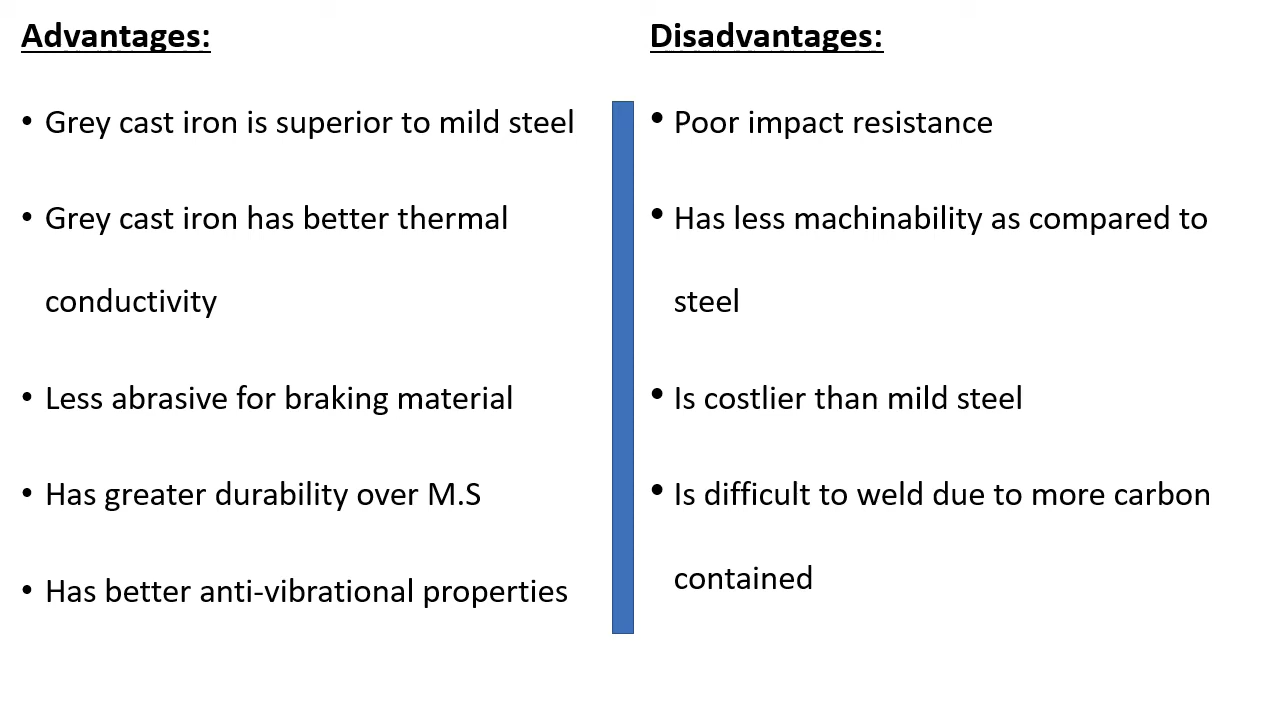 Advantages:
• Grey cast iron is superior to mild steel
• Grey cast iron has better thermal
conductivity
• Less abrasive for braking material
• Has greater durability over M.S
• Has better anti-vibrational properties
Disadvantages:
• Poor impact resistance
• Has less machinability as compared to
steel
• Is costlier than mild steel
• Is difficult to weld due to more carbon
contained